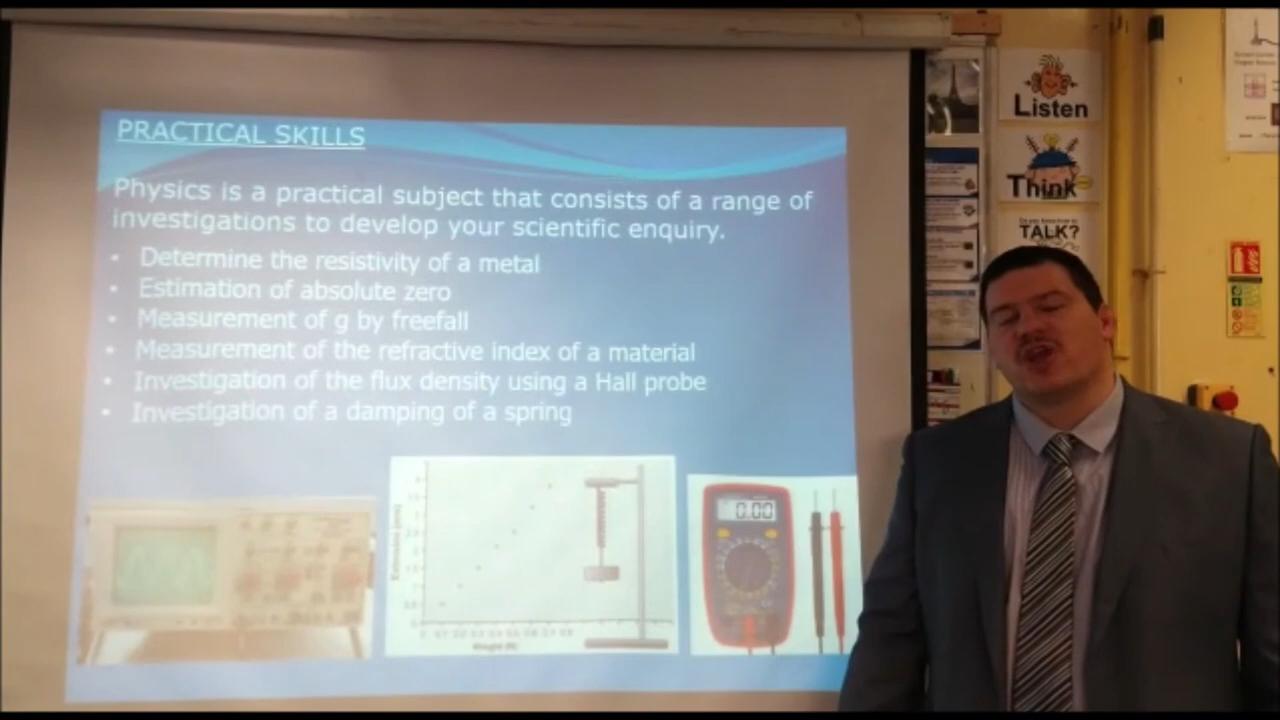 PRACTICAL SKILLS
Physics is a practical subject that consists of a range of
investigations to develop your scientific enquiry.
• Determine the resistivity of a metal
• Estimation of absolute zero
• Measurement of g by freefall
• Measurement of the refractive index of a material
• Investigation of the flux density using a Hall probe
• Investigation of a damping of a spring
Weight (N)
0.00
Listen
Think
TALK?